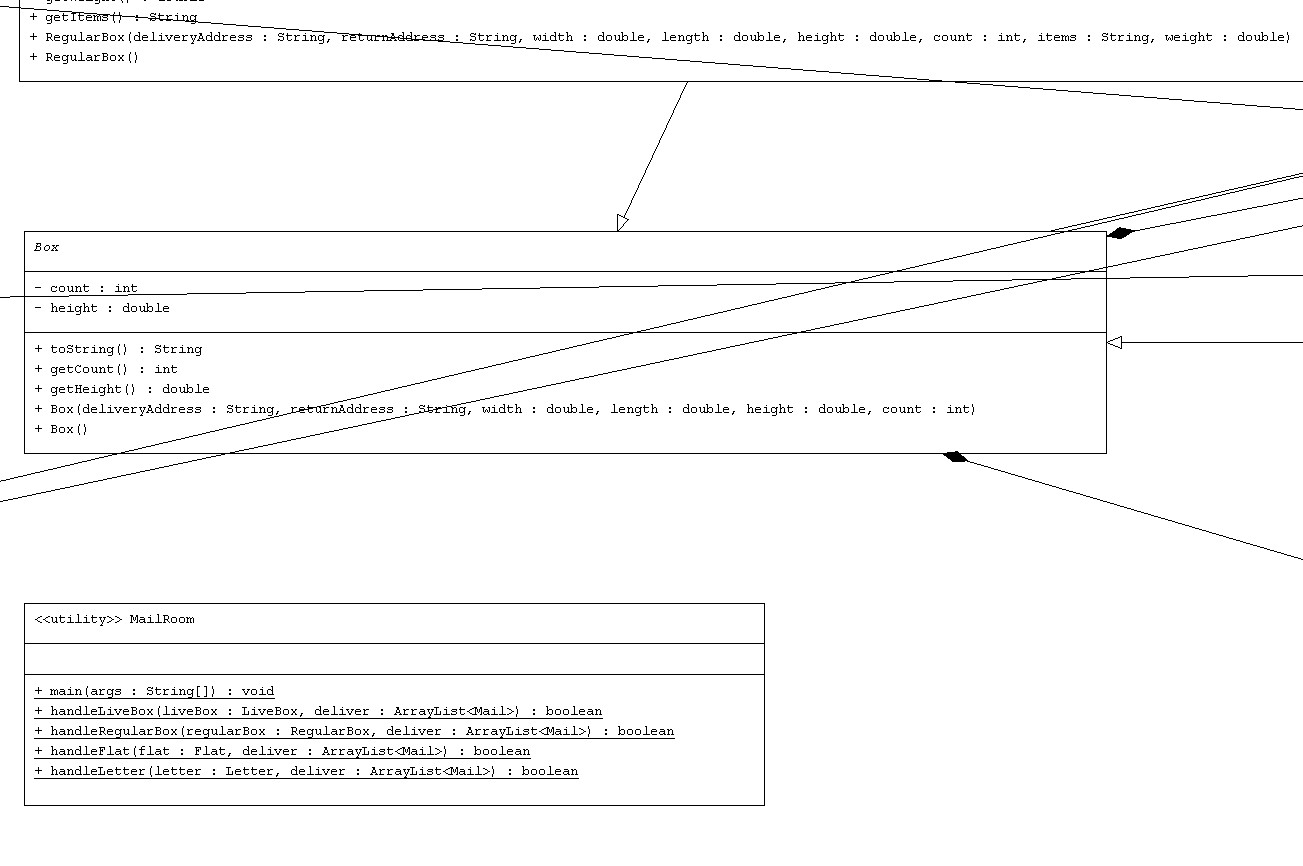 + getItems() : String
+ RegularBox(deliveryAddress : String, returnAddress : String, width : double, length : double, height : double, count : int, items : String, weight : double)
+ RegularBox()
Box
- count : int
- height : double
+ toString() : String
+ getCount() : int
+ getHeight() : double
+ Box(deliveryAddress : String, returnAddress : String, width : double, length : double, height : double, count : int)
+ Box()
<<utility>> MailRoom
+ main(args : String[]) : void
+ handleLiveBox(liveBox : LiveBox, deliver : ArrayList<Mail>) : boolean
+ handleRegularBox(regularBox : RegularBox, deliver : ArrayList<Mail>) : boolean
+ handleFlat(flat : Flat, deliver : ArrayList<Mail>) : boolean
+ handleLetter(letter : Letter, deliver : ArrayList<Mail>) : boolean